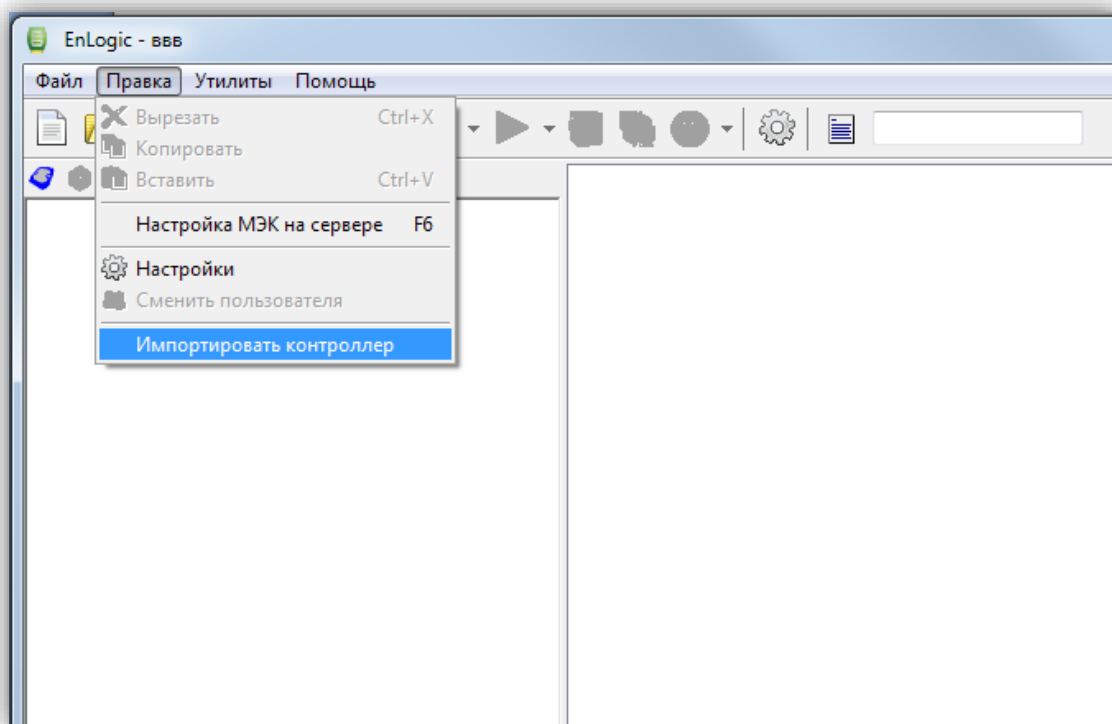 EnLogic - ввв
Файл Правка Утилиты Помощь
Вырезать Ctrl+X
Копировать
Вставить Ctrl+V
Настройка МЭК на сервере F6
Настройки
Сменить пользователя
Импортировать контроллер